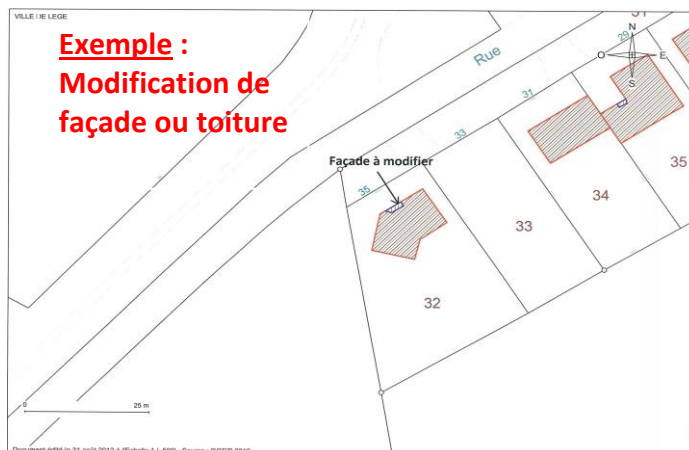 VILLE DE LEGE
Exemple :
Modification de
façade ou toiture
Rue
N
O E
S
29
31
33
35
Façade à modifier
32
33
34
35
0 25 m